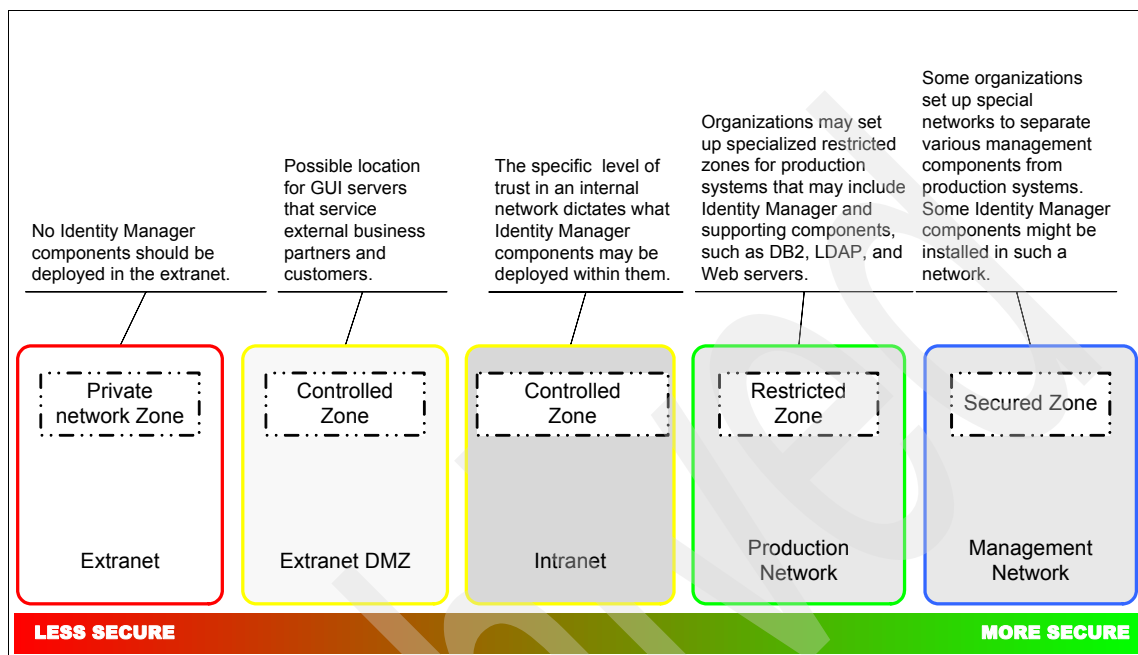 No Identity Manager
components should be
deployed in the extranet.
Possible location
for GUI servers
that service
external business
partners and
customers.
The specific level of
trust in an internal
network dictates what
Identity Manager
components may be
deployed within them.
Organizations may set
up specialized restricted
zones for production
systems that may include
Identity Manager and
supporting components,
such as DB2, LDAP, and
Web servers.
Some organizations
set up special
networks to separate
various management
components from
production systems.
Some Identity Manager
components might be
installed in such a
network.
Private
network Zone
Extranet
Controlled
Zone
Extranet DMZ
Controlled
Zone
Intranet
Restricted
Zone
Production
Network
Secured Zone
Management
Network
LESS SECURE
MORE SECURE